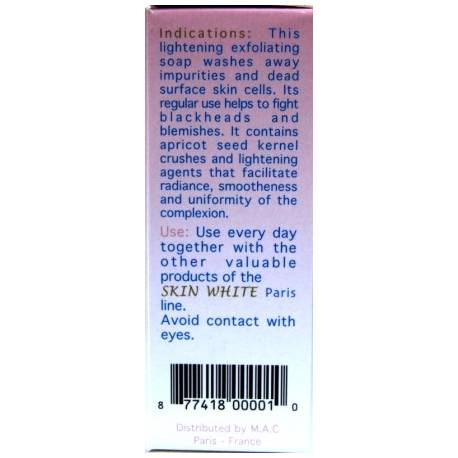 Indications: This
lightening exfoliating
soap washes away
impurities and dead
surface skin cells. Its
regular use helps to fight
blackheads and
blemishes. It contains
apricot seed kernel
crushes and lightening
agents that facilitate
radiance, smootheness
and uniformity of the
complexion.
Use: Use every day
together with the
other valuable
products of the
SKIN WHITE Paris
line.
Avoid contact with
eyes.
8 77418 00001 0
Distributed by M.A.C
Paris - France